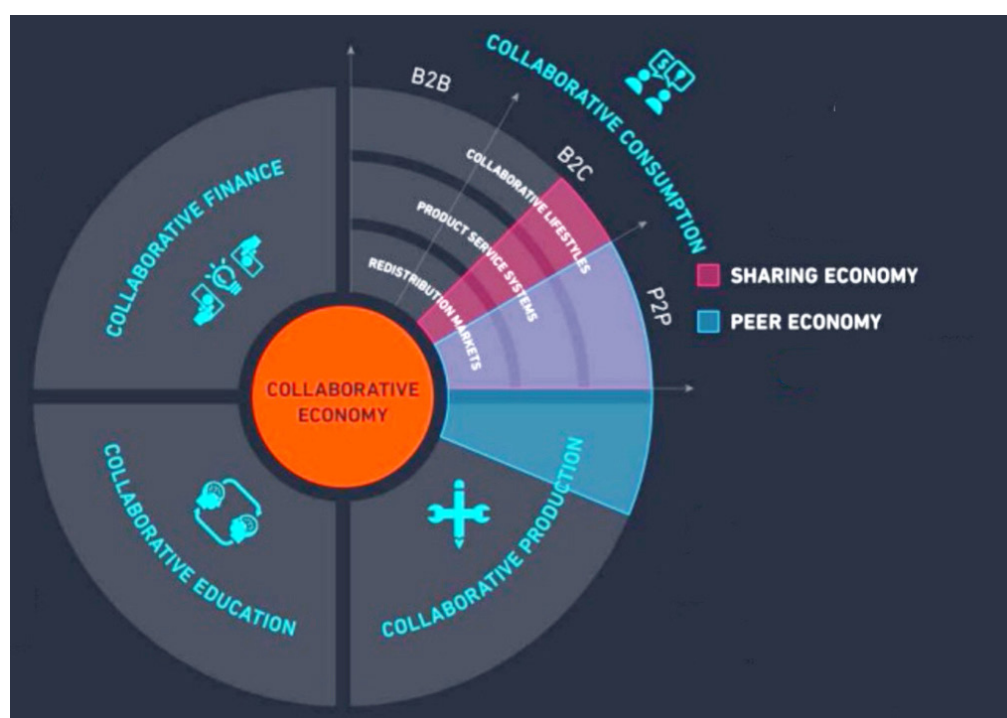 B2B
B2C
P2P
COLLABORATIVE CONSUMPTION
COLLABORATIVE LIFESTYLES
PRODUCT SERVICE SYSTEMS
REDISTRIBUTION MARKETS
COLLABORATIVE FINANCE
SHARING ECONOMY
PEER ECONOMY
COLLABORATIVE
ECONOMY
COLLABORATIVE EDUCATION
COLLABORATIVE PRODUCTION